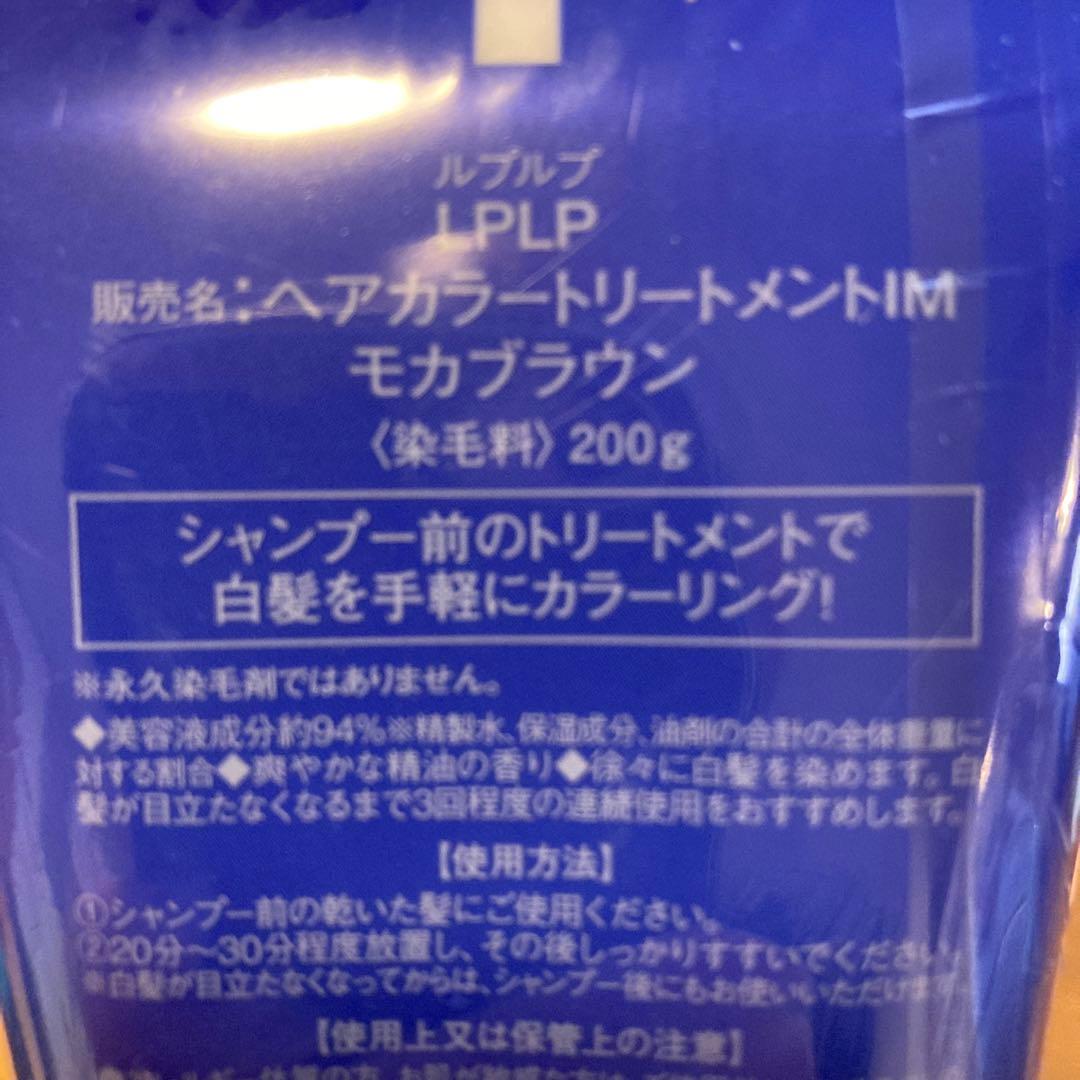 ルプルプ
LPLP
販売名：ヘアカラートリートメントIM
モカブラウン
〈染毛料〉200g
シャンプー前のトリートメントで
白髪を手軽にカラーリング!
※永久染毛剤ではありません。
◆美容液成分約94%※精製水、保湿成分、油剤の合計の全体重量に
対する割合◆爽やかな精油の香り◆徐々に白髪を染めます。白
髪が目立たなくなるまで3回程度の連続使用をおすすめします。
【使用方法】
①シャンプー前の乾いた髪にご使用ください。
②20分〜30分程度放置し、その後しっかりすすいでください。
※白髪が目立たなくなってからは、シャンプー後にもお使いいただけます。
【使用上又は保管上の注意】